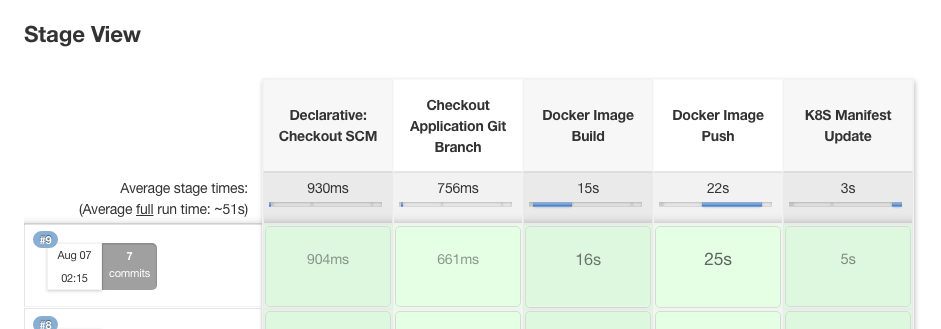 Stage View
Declarative:
Checkout SCM
Checkout
Application Git
Branch
Docker Image
Build
Docker Image
Push
K8S Manifest
Update
Average stage times:
(Average full run time: ~51s)
930ms
756ms
15s
22s
3s
#9
Aug 07
02:15
7
commits
904ms
661ms
16s
25s
5s
#8